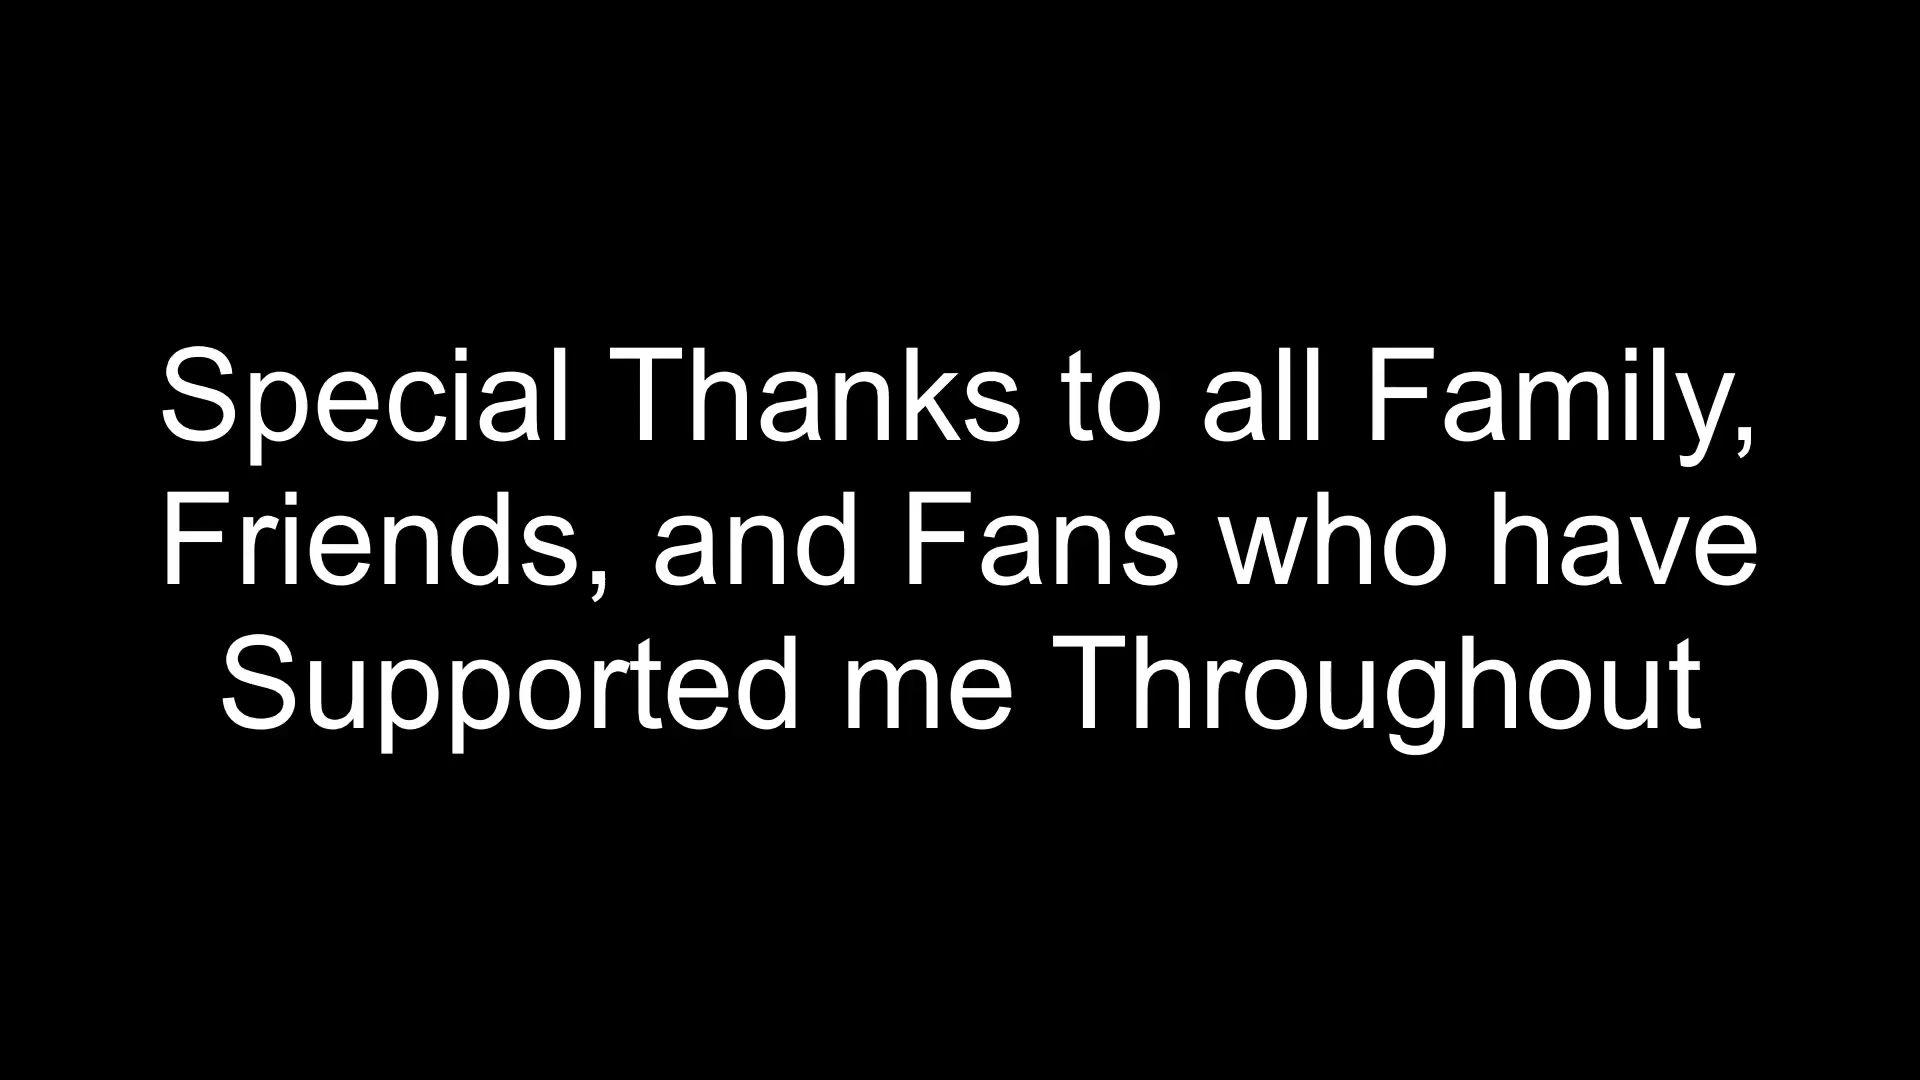 Special Thanks to all Family,
Friends, and Fans who have
Supported me Throughout